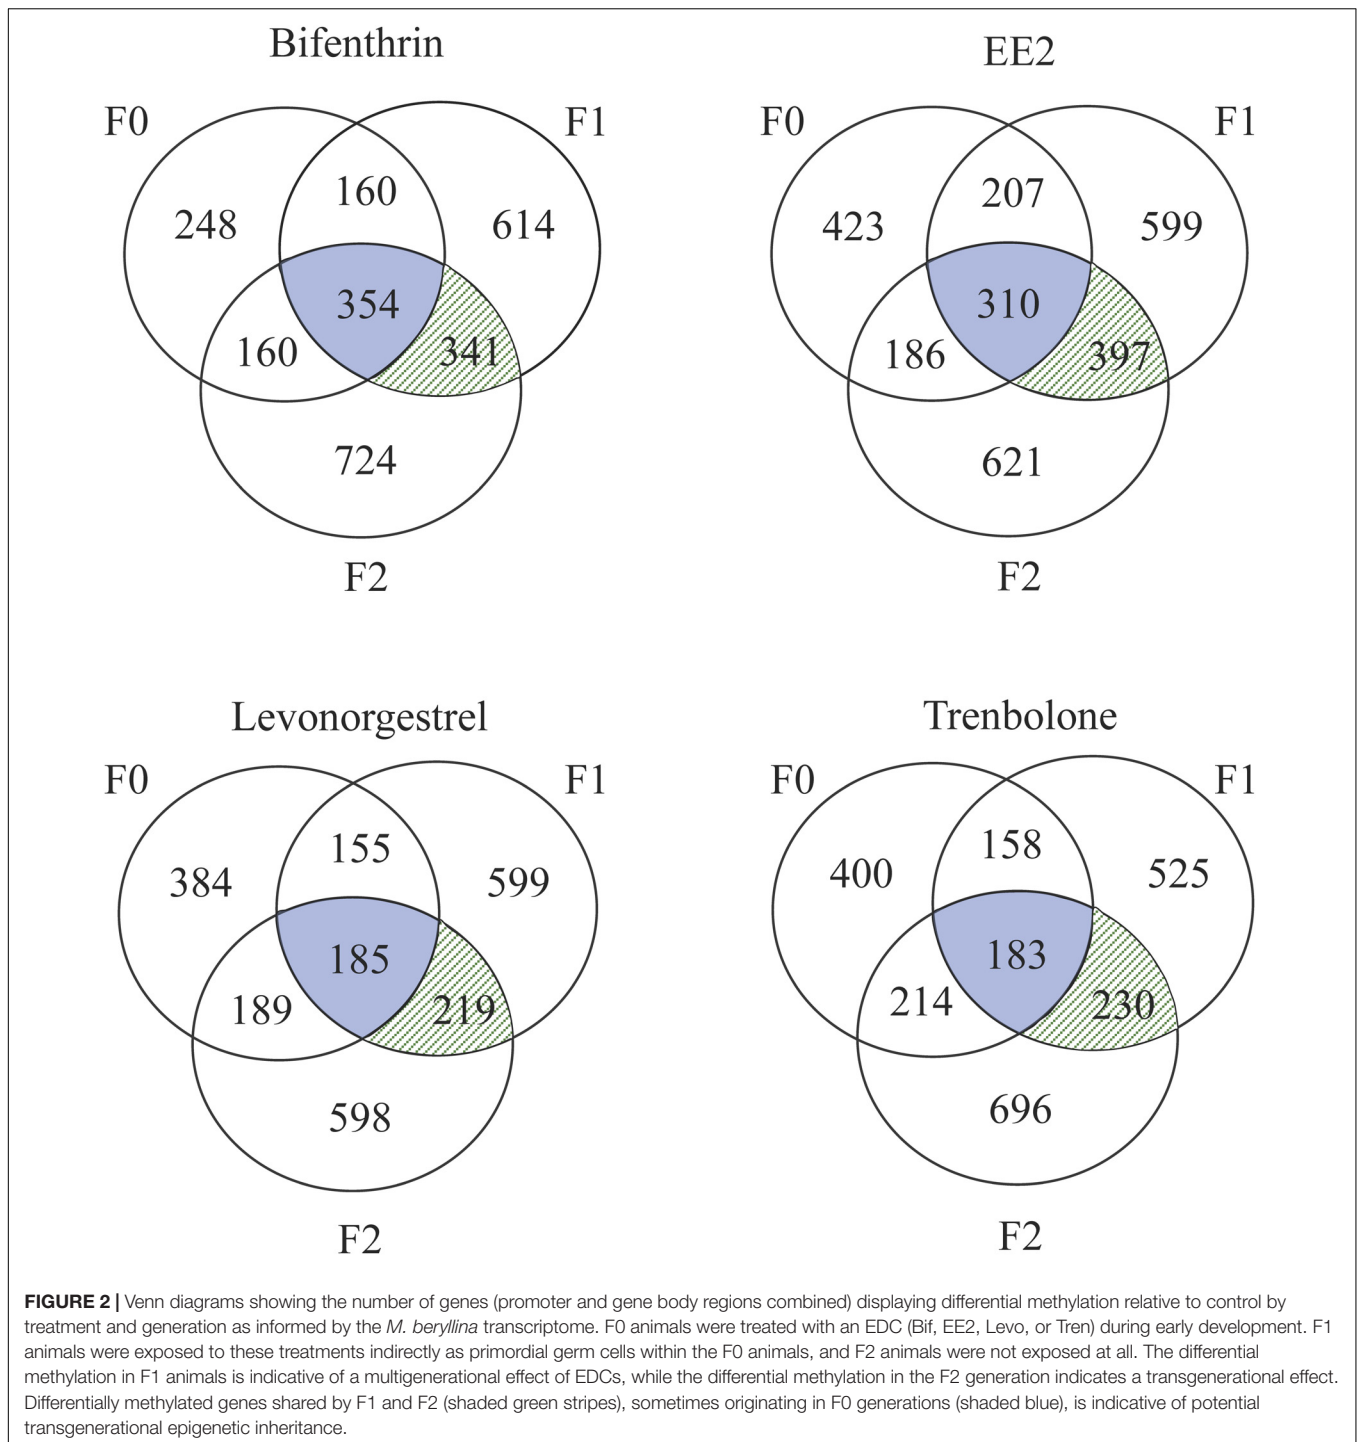 Bifenthrin
F0
F1
160
248
614
354
160
341
724
F2
EE2
F0
F1
207
423
599
310
186
397
621
F2
Levonorgestrel
F0
F1
155
384
599
185
189
219
598
F2
Trenbolone
F0
F1
158
400
525
183
214
230
696
F2
FIGURE 2 | Venn diagrams showing the number of genes (promoter and gene body regions combined) displaying differential methylation relative to control by
treatment and generation as informed by the M. beryllina transcriptome. F0 animals were treated with an EDC (Bif, EE2, Levo, or Tren) during early development. F1
animals were exposed to these treatments indirectly as primordial germ cells within the F0 animals, and F2 animals were not exposed at all. The differential
methylation in F1 animals is indicative of a multigenerational effect of EDCs, while the differential methylation in the F2 generation indicates a transgenerational effect.
Differentially methylated genes shared by F1 and F2 (shaded green stripes), sometimes originating in F0 generations (shaded blue), is indicative of potential
transgenerational epigenetic inheritance.